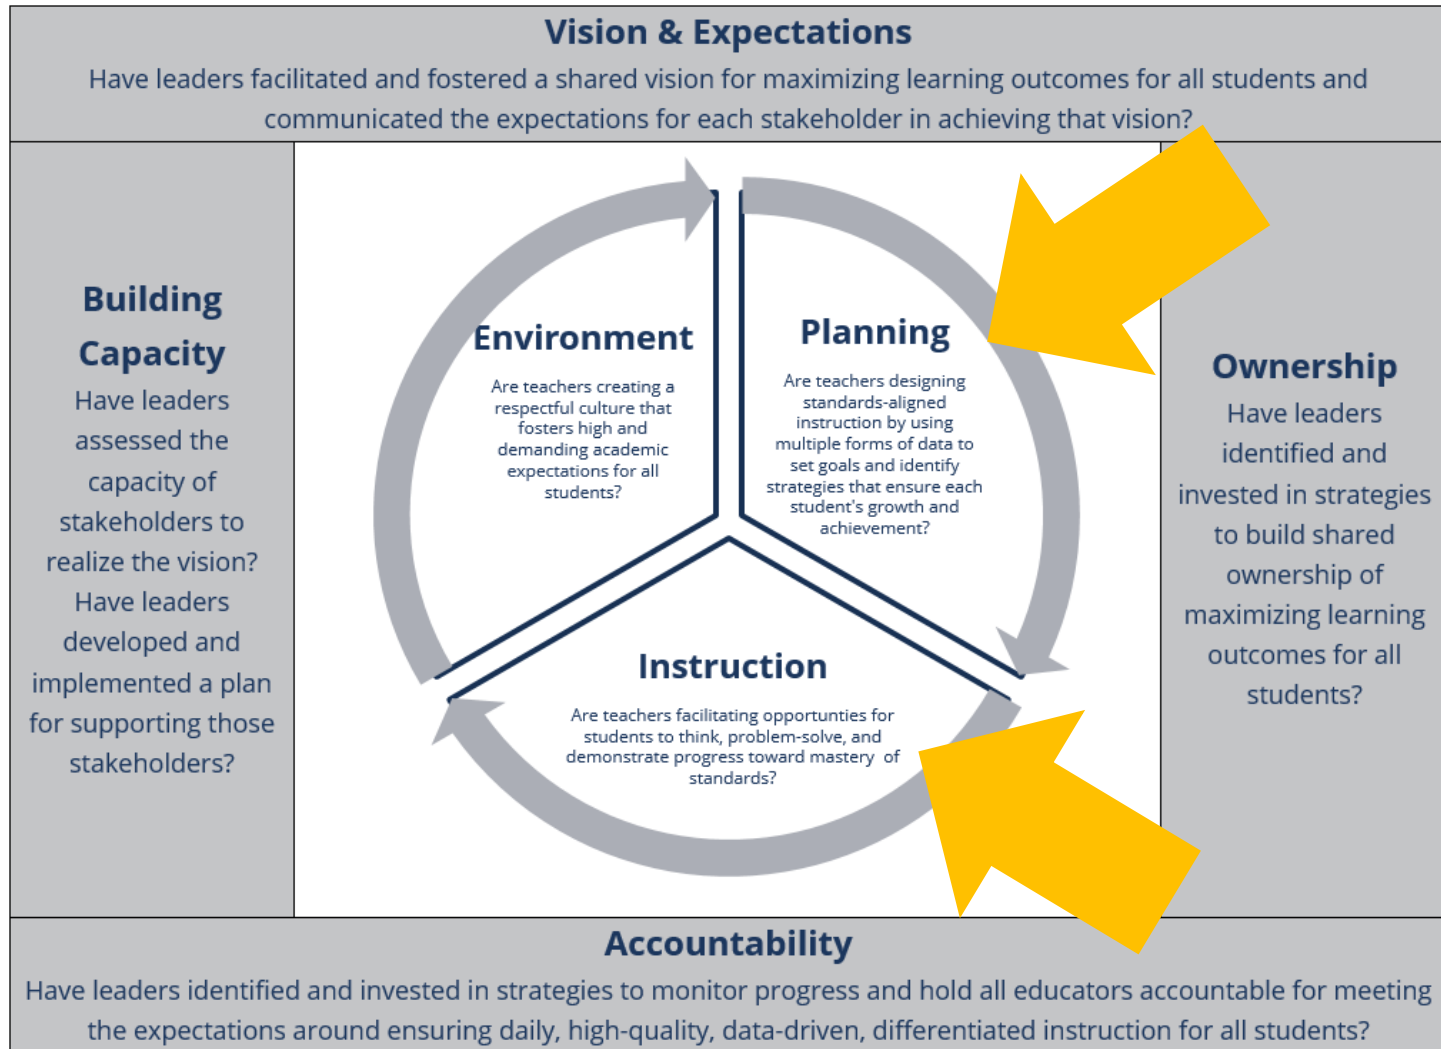 Vision & Expectations
Have leaders facilitated and fostered a shared vision for maximizing learning outcomes for all students and
communicated the expectations for each stakeholder in achieving that vision?
Building
Capacity
Have leaders
assessed the
capacity of
stakeholders to
realize the vision?
Have leaders
developed and
implemented a plan
for supporting those
stakeholders?
Environment
Are teachers creating a
respectful culture that
fosters high and
demanding academic
expectations for all
students?
Planning
Are teachers designing
standards-aligned
instruction by using
multiple forms of data to
set goals and identify
strategies that ensure each
student's growth and
achievement?
Instruction
Are teachers facilitating opportunties for
students to think, problem-solve, and
demonstrate progress toward mastery of
standards?
Ownership
Have leaders
identified and
invested in strategies
to build shared
ownership of
maximizing learning
outcomes for all
students?
Accountability
Have leaders identified and invested in strategies to monitor progress and hold all educators accountable for meeting
the expectations around ensuring daily, high-quality, data-driven, differentiated instruction for all students?